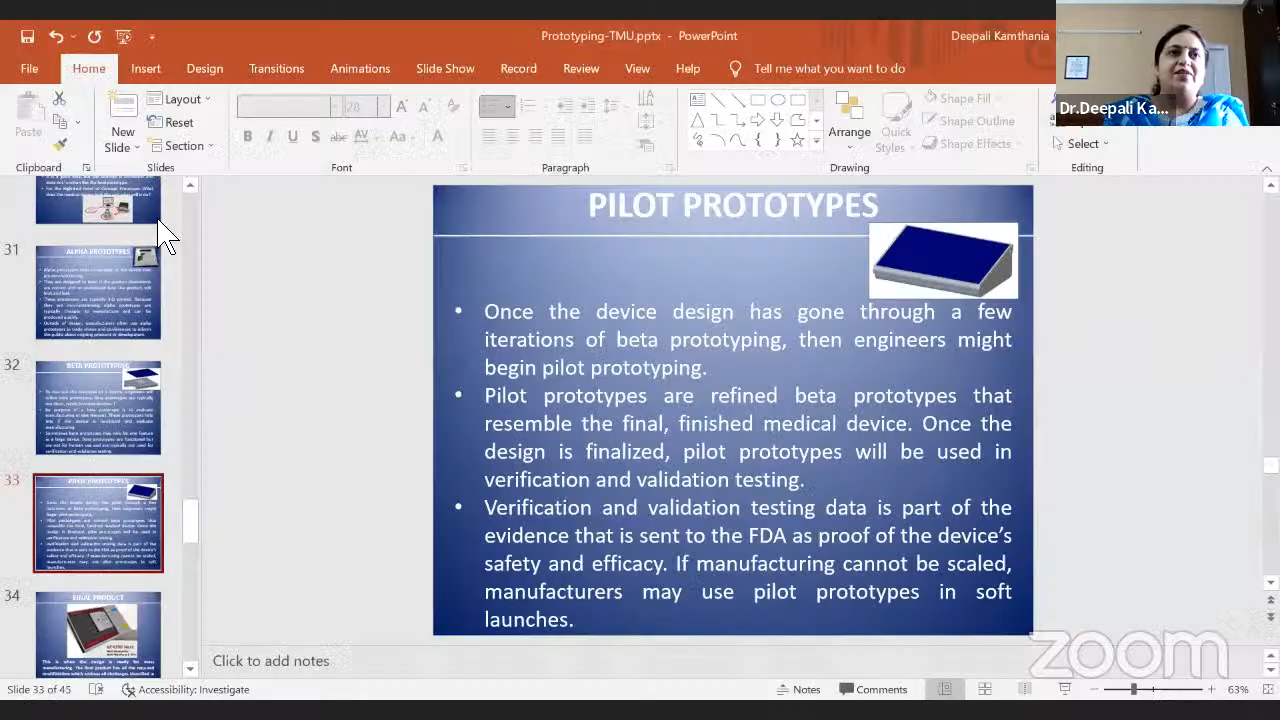 Prototyping-TMU.pptx - PowerPoint
Deepali Kamthania
File Home Insert Design Transitions Animations Slide Show Record Review View Help Tell me what you want to do
Dr.Deepali Ka...
Paste
New
Slide
Layout
Reset
Section
28
B I U S ab AV Aa A
Arrange
Quick
Styles
Shape Fill
Shape Outline
Shape Effects
Select
Clipboard Slides Font Paragraph Drawing Editing
31
ALPHA PROTOTYPES
32
BETA PROTOTYPING
33
PILOT PROTOTYPES
34
FINAL PRODUCT
PILOT PROTOTYPES
• Once the device design has gone through a few
iterations of beta prototyping, then engineers might
begin pilot prototyping.
• Pilot prototypes are refined beta prototypes that
resemble the final, finished medical device. Once the
design is finalized, pilot prototypes will be used in
verification and validation testing.
• Verification and validation testing data is part of the
evidence that is sent to the FDA as proof of the device's
safety and efficacy. If manufacturing cannot be scaled,
manufacturers may use pilot prototypes in soft
launches.
Click to add notes
zoom
Slide 33 of 45 Accessibility: Investigate Notes Comments 63%